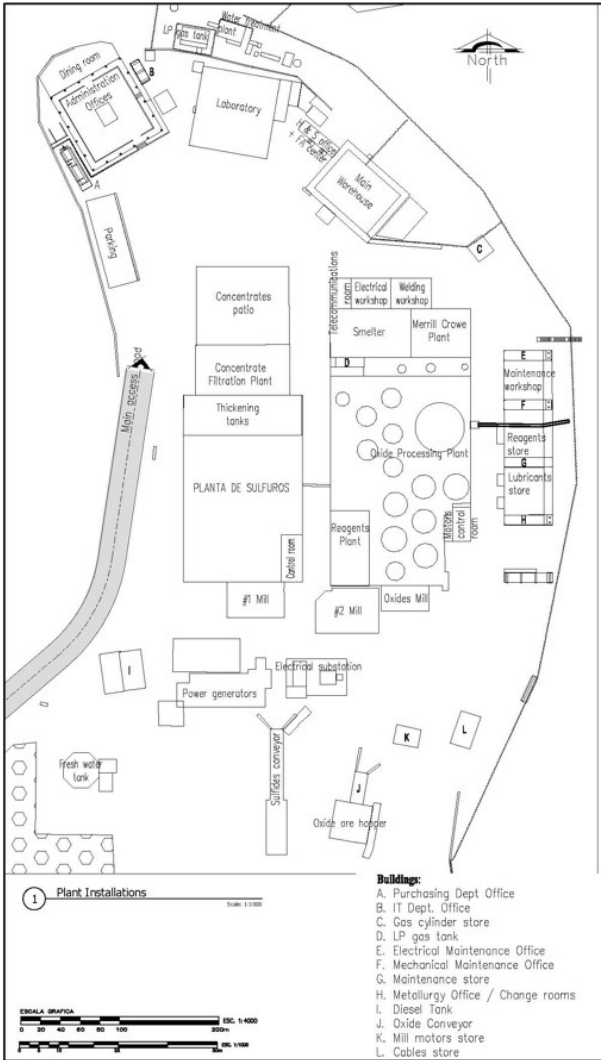 Water treatment
plant
LP gas tank
North
Dining room
B
Administration
Offices
Laboratory
A
H & S office
+ FA center
Main
Warehouse
C
Parking
Concentrates
patio
Telecommunications
room
Electrical
workshop
Welding
workshop
Smelter
Merrill Crowe
Plant
D
E
Maintenance
workshop
F
Concentrate
Filtration Plant
Main access road
Thickening
tanks
Oxide Processing Plant
Reagents
store
G
Lubricants
store
H
PLANTA DE SULFUROS
Reagents
Plant
Motors
control
room
Control room
#1 Mill
#2 Mill
Oxides Mill
I
Electrical substation
Power generators
K
L
Fresh water
tank
Sulfides conveyor
J
Oxide ore hanger
1 Plant Installations
Scale 1:1000
ESCALA GRAFICA
ESC. 1:4000
0 20 40 60 80 100 200m
ESC. 1:1000
Buildings:
A. Purchasing Dept Office
B. IT Dept. Office
C. Gas cylinder store
D. LP gas tank
E. Electrical Maintenance Office
F. Mechanical Maintenance Office
G. Maintenance store
H. Metallurgy Office / Change rooms
I. Diesel Tank
J. Oxide Conveyor
K. Mill motors store
L. Cables store